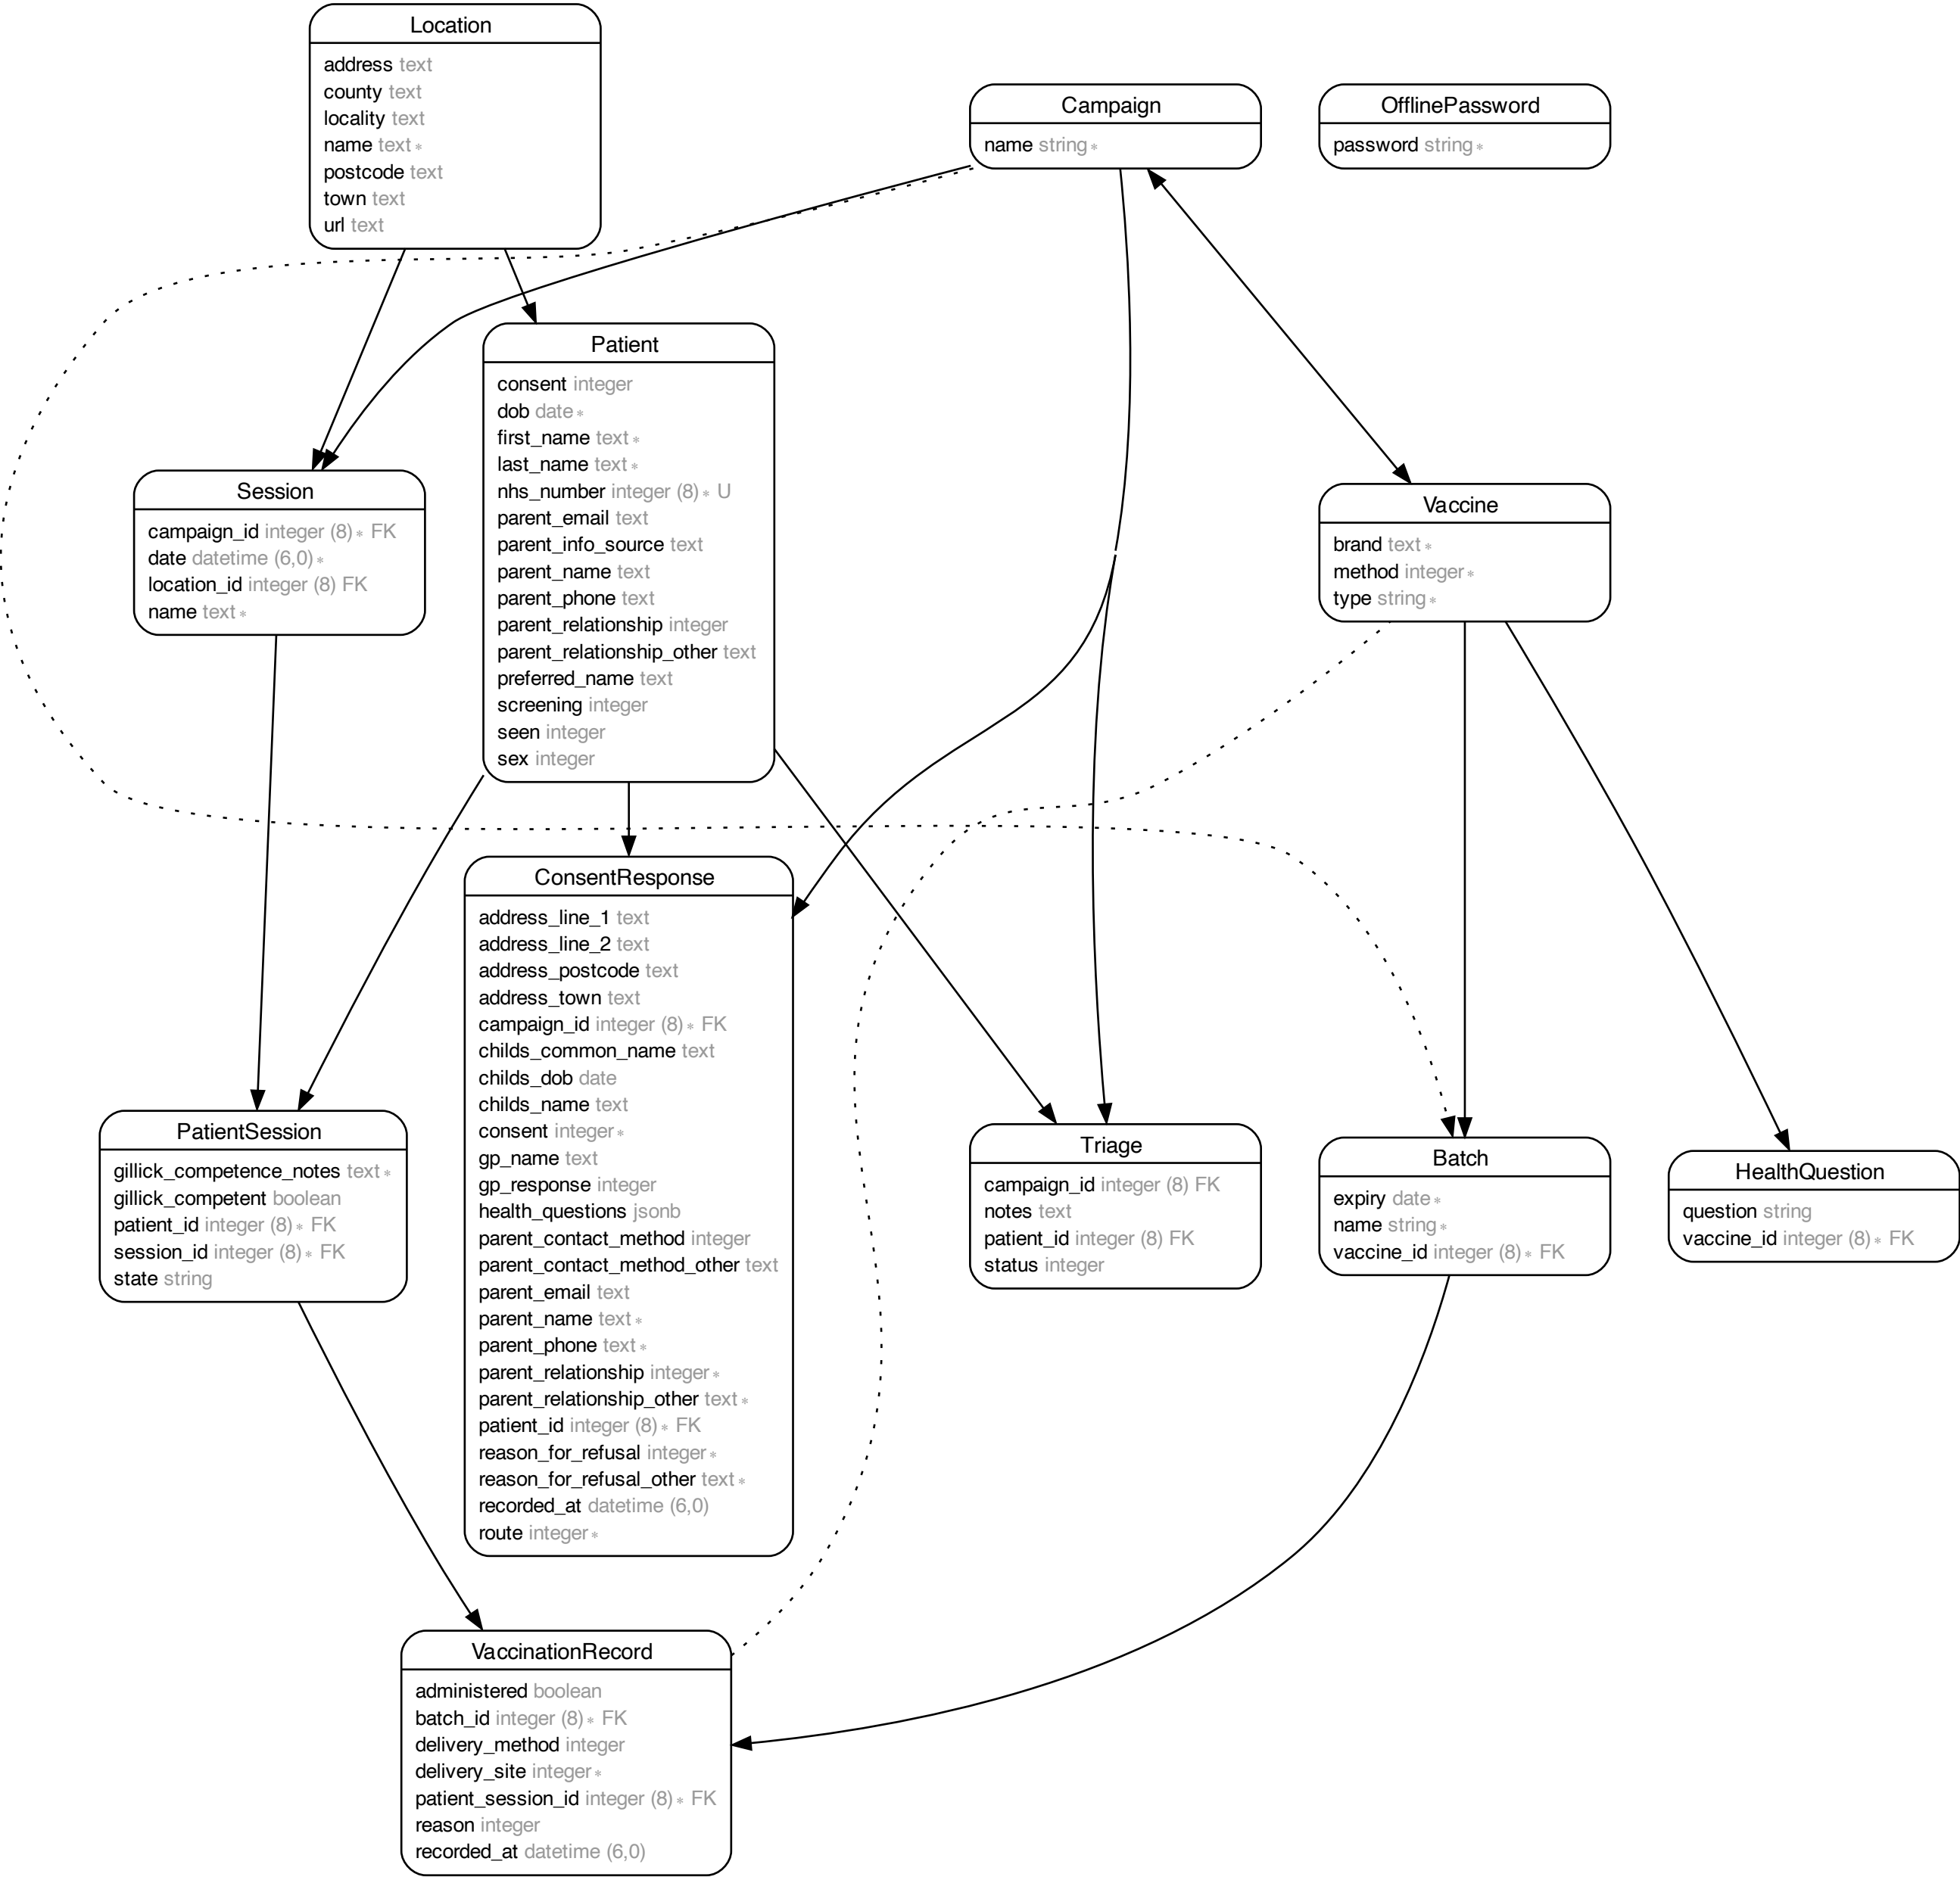 Location
address text
county text
locality text
name text *
postcode text
town text
url text
Campaign
name string *
OfflinePassword
password string *
Patient
consent integer
dob date *
first_name text *
last_name text *
nhs_number integer (8) * U
parent_email text
parent_info_source text
parent_name text
parent_phone text
parent_relationship integer
parent_relationship_other text
preferred_name text
screening integer
seen integer
sex integer
Session
campaign_id integer (8) * FK
date datetime (6,0) *
location_id integer (8) FK
name text *
Vaccine
brand text *
method integer *
type string *
ConsentResponse
address_line_1 text
address_line_2 text
address_postcode text
address_town text
campaign_id integer (8) * FK
childs_common_name text
childs_dob date
childs_name text
consent integer *
gp_name text
gp_response integer
health_questions jsonb
parent_contact_method integer
parent_contact_method_other text
parent_email text
parent_name text *
parent_phone text *
parent_relationship integer *
parent_relationship_other text *
patient_id integer (8) * FK
reason_for_refusal integer *
reason_for_refusal_other text *
recorded_at datetime (6,0)
route integer *
PatientSession
gillick_competence_notes text *
gillick_competent boolean
patient_id integer (8) * FK
session_id integer (8) * FK
state string
Triage
campaign_id integer (8) FK
notes text
patient_id integer (8) FK
status integer
Batch
expiry date *
name string *
vaccine_id integer (8) * FK
HealthQuestion
question string
vaccine_id integer (8) * FK
VaccinationRecord
administered boolean
batch_id integer (8) * FK
delivery_method integer
delivery_site integer *
patient_session_id integer (8) * FK
reason integer
recorded_at datetime (6,0)